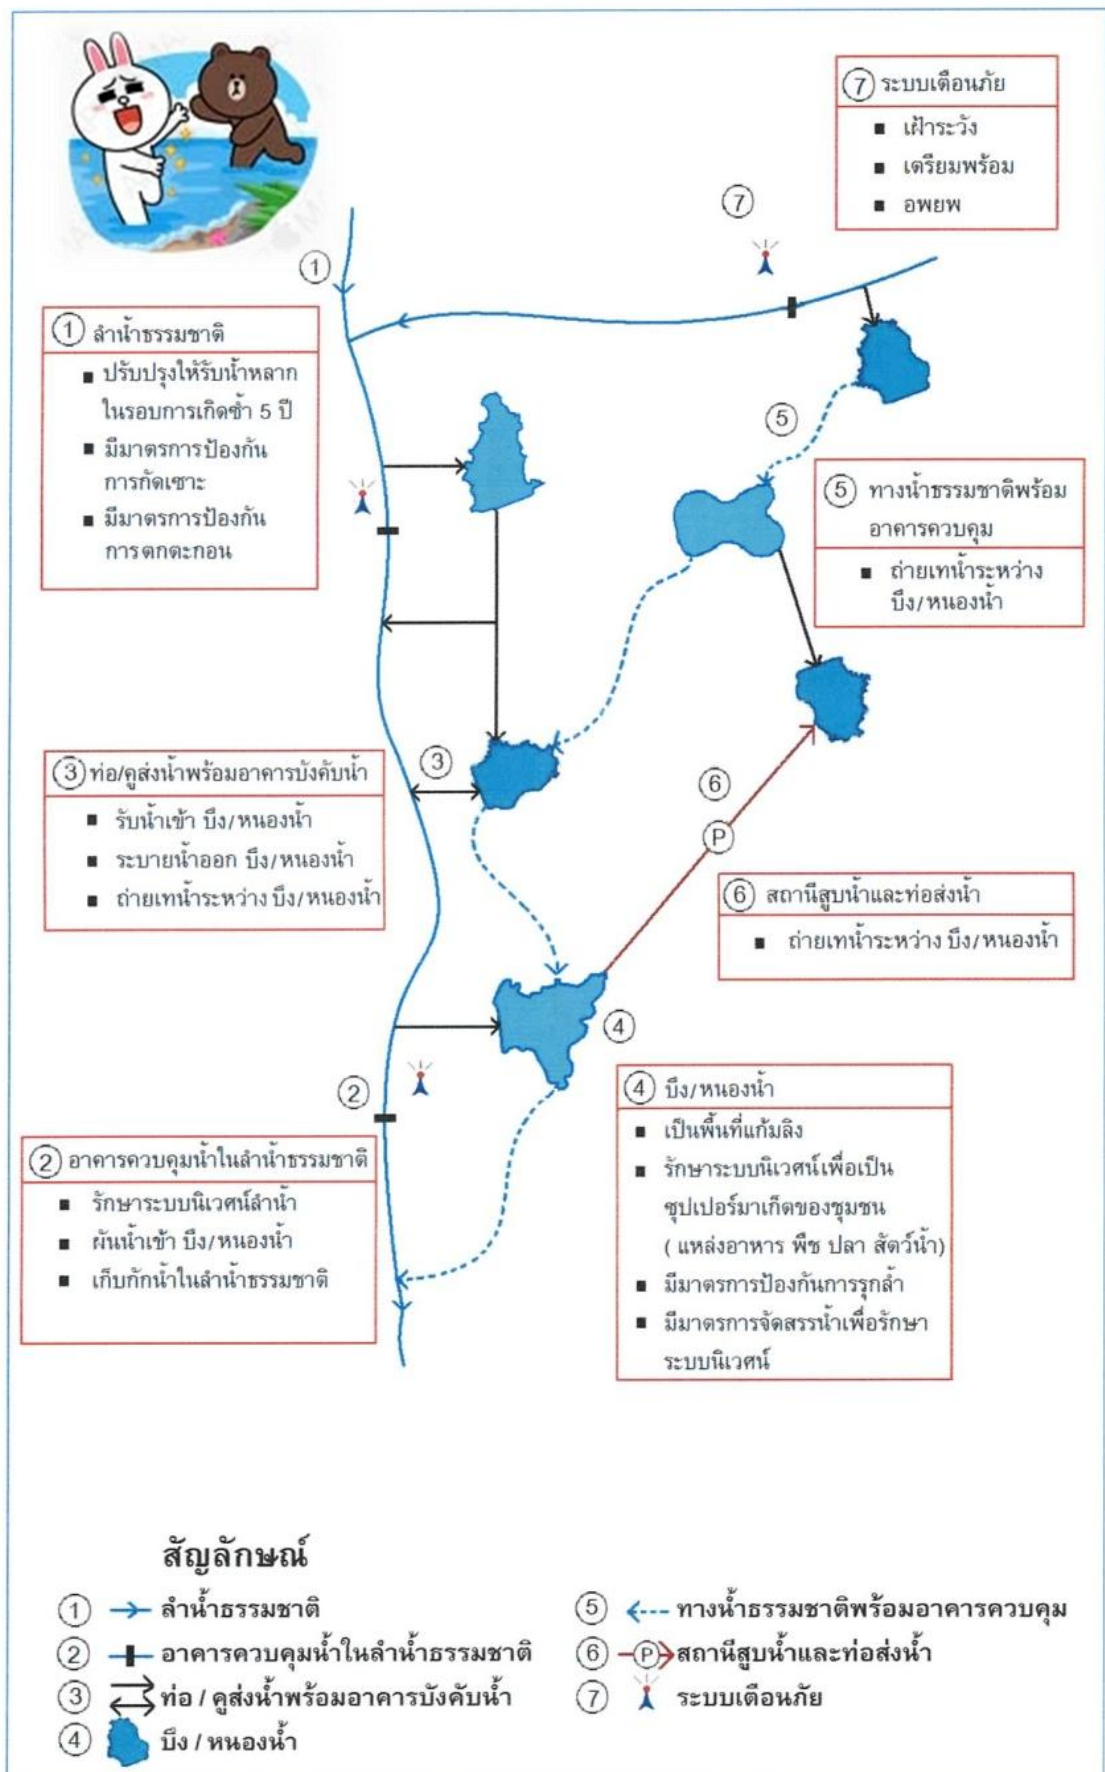 ⑦ ระบบเตือนภัย
■ เฝ้าระวัง
■ เตรียมพร้อม
■ อพยพ
⑦
①
① ลำน้ำธรรมชาติ
■ ปรับปรุงให้รับน้ำหลาก
ในรอบการเกิดซ้ำ 5 ปี
■ มีมาตรการป้องกัน
การกัดเซาะ
■ มีมาตรการป้องกัน
การตกตะกอน
⑤
⑤ ทางน้ำธรรมชาติพร้อม
อาคารควบคุม
■ ถ่ายเทน้ำระหว่าง
บึง/หนองน้ำ
③ ท่อ/คูส่งน้ำพร้อมอาคารบังคับน้ำ
■ รับน้ำเข้า บึง/หนองน้ำ
■ ระบายน้ำออก บึง/หนองน้ำ
■ ถ่ายเทน้ำระหว่าง บึง/หนองน้ำ
③
⑥
P
⑥ สถานีสูบน้ำและท่อส่งน้ำ
■ ถ่ายเทน้ำระหว่าง บึง/หนองน้ำ
④
②
④ บึง/หนองน้ำ
■ เป็นพื้นที่แก้มลิง
■ รักษาระบบนิเวศน์เพื่อเป็น
ซุปเปอร์มาเก็ตของชุมชน
( แหล่งอาหาร พืช ปลา สัตว์น้ำ)
■ มีมาตรการป้องกันการรุกล้ำ
■ มีมาตรการจัดสรรน้ำเพื่อรักษา
ระบบนิเวศน์
② อาคารควบคุมน้ำในลำน้ำธรรมชาติ
■ รักษาระบบนิเวศน์ลำน้ำ
■ ผันน้ำเข้า บึง/หนองน้ำ
■ เก็บกักน้ำในลำน้ำธรรมชาติ
สัญลักษณ์
① ลำน้ำธรรมชาติ
② อาคารควบคุมน้ำในลำน้ำธรรมชาติ
③ ท่อ / คูส่งน้ำพร้อมอาคารบังคับน้ำ
④ บึง / หนองน้ำ
⑤ ทางน้ำธรรมชาติพร้อมอาคารควบคุม
⑥ P สถานีสูบน้ำและท่อส่งน้ำ
⑦ ระบบเตือนภัย